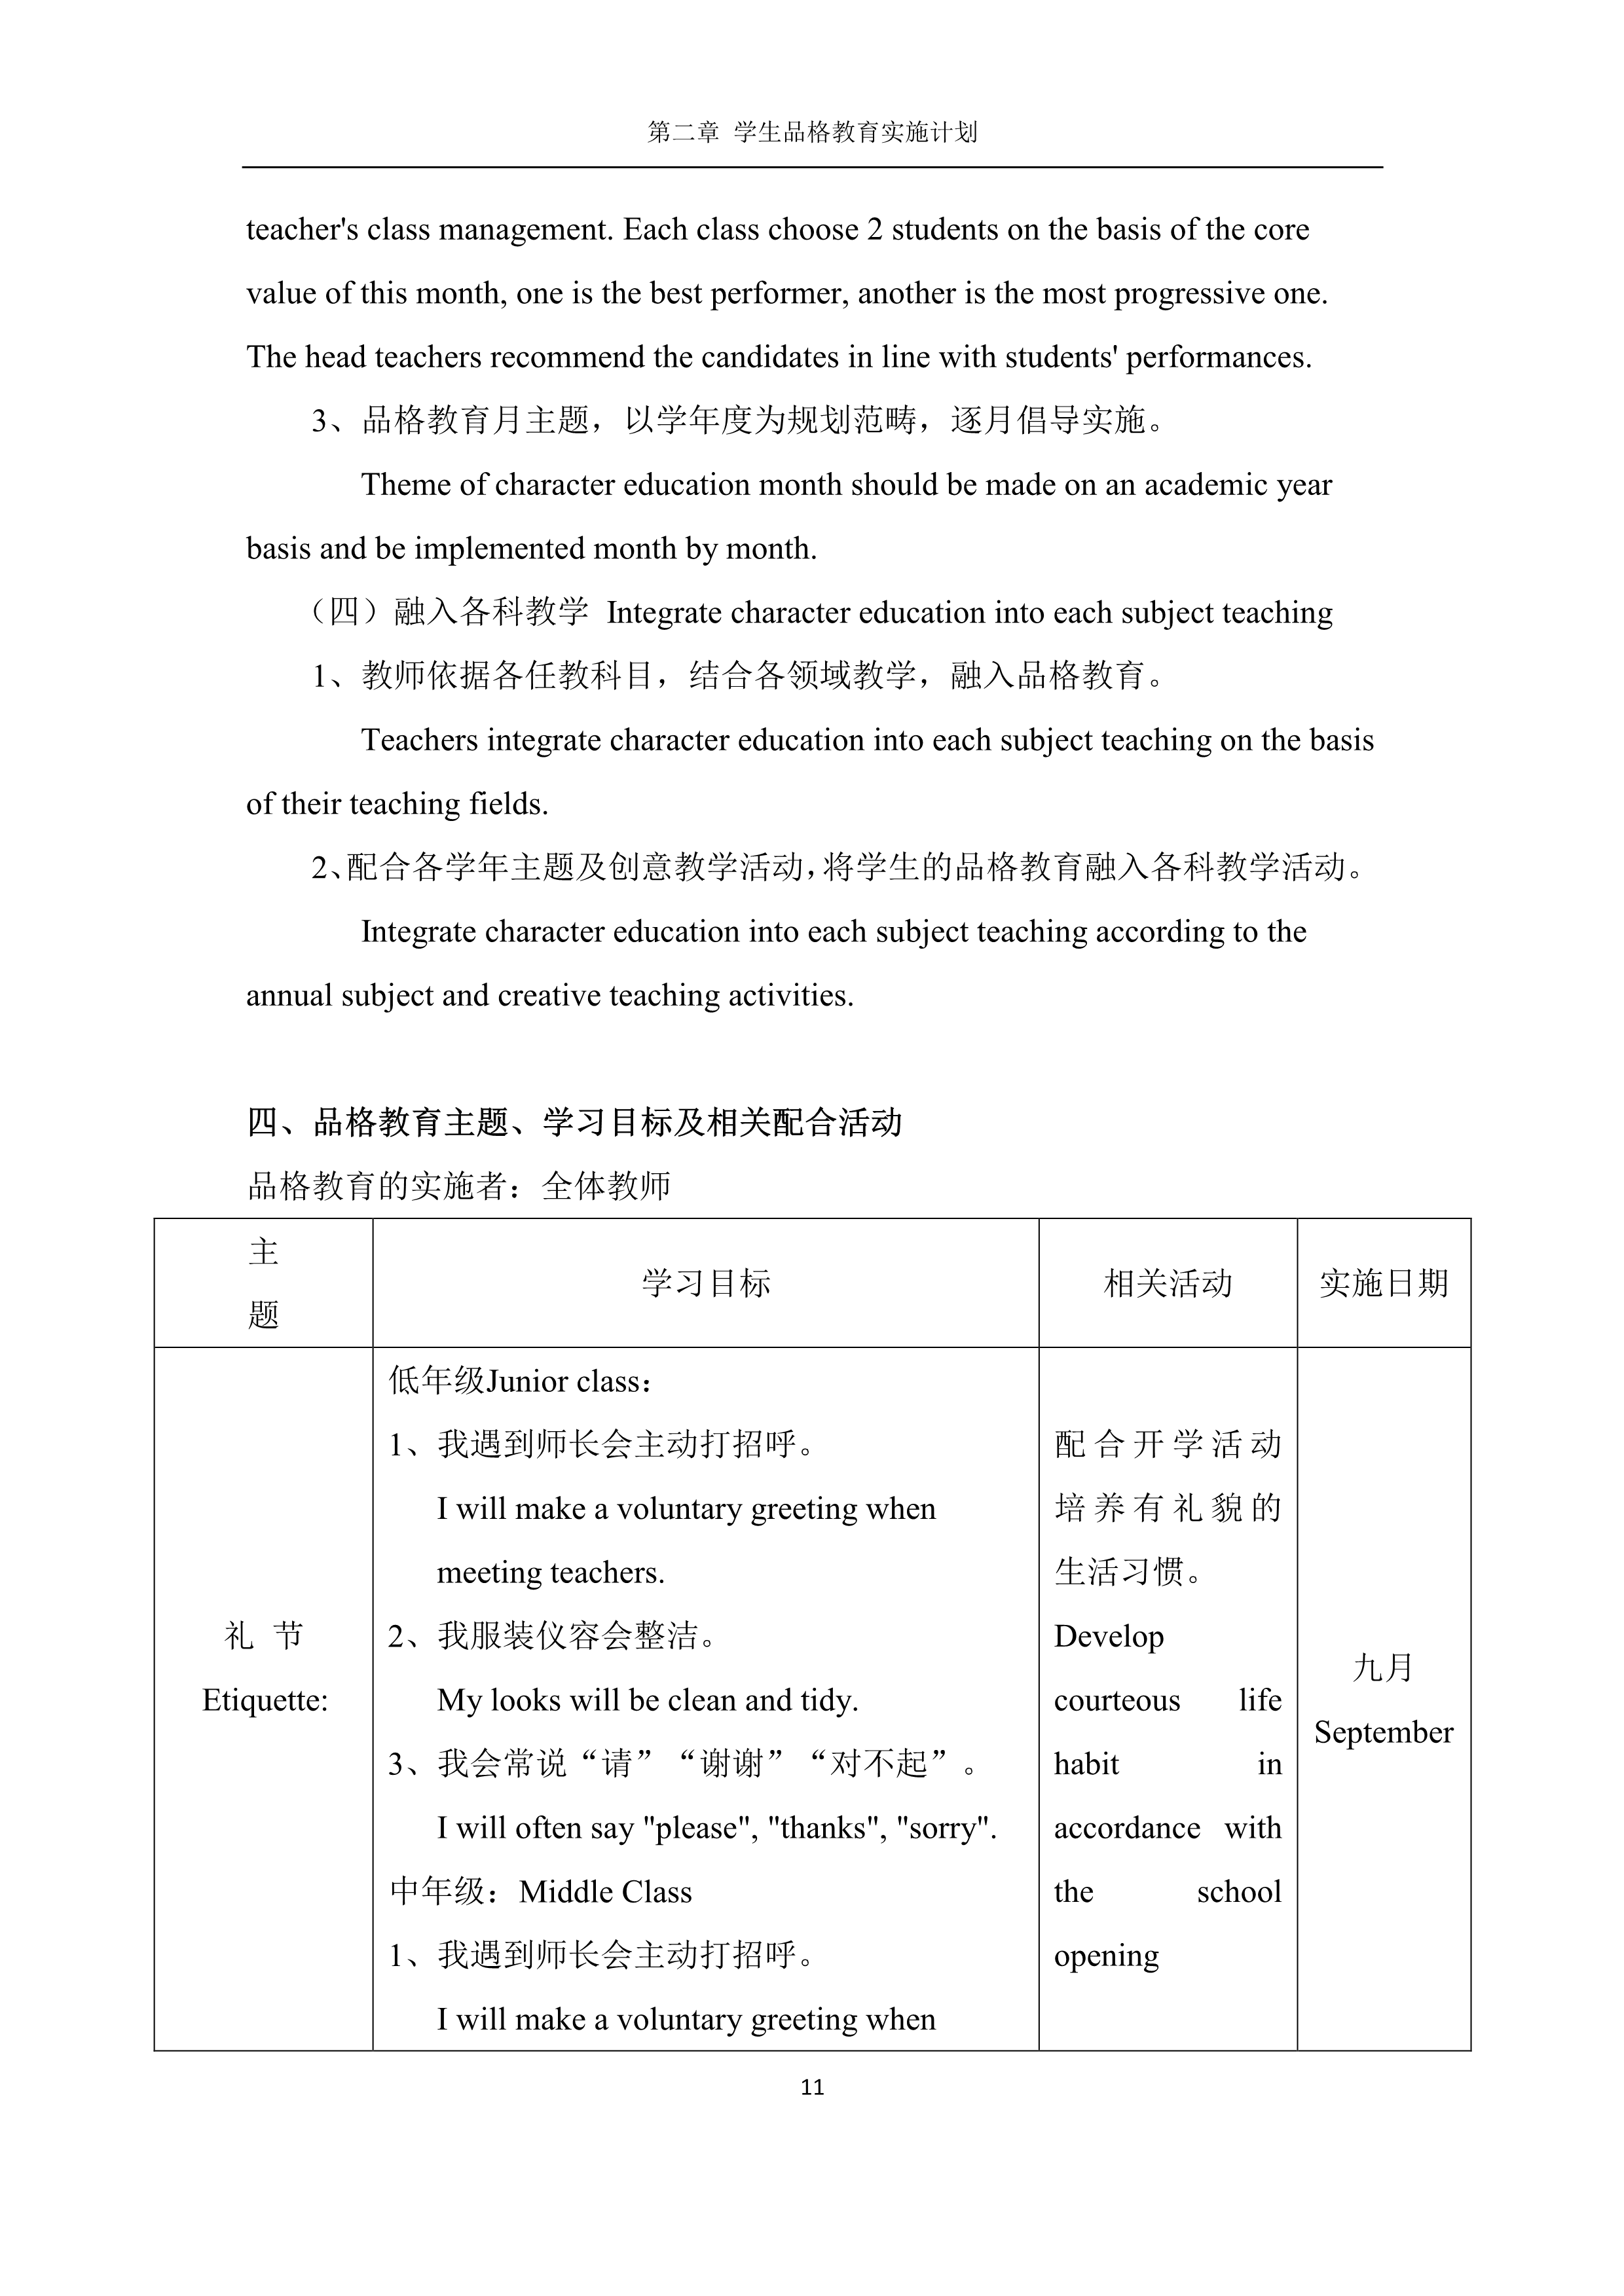 第二章 学生品格教育实施计划
teacher's class management. Each class choose 2 students on the basis of the core
value of this month, one is the best performer, another is the most progressive one.
The head teachers recommend the candidates in line with students' performances.
3、品格教育月主题，以学年度为规划范畴，逐月倡导实施。
Theme of character education month should be made on an academic year
basis and be implemented month by month.
（四）融入各科教学 Integrate character education into each subject teaching
1、教师依据各任教科目，结合各领域教学，融入品格教育。
Teachers integrate character education into each subject teaching on the basis
of their teaching fields.
2、配合各学年主题及创意教学活动，将学生的品格教育融入各科教学活动。
Integrate character education into each subject teaching according to the
annual subject and creative teaching activities.
四、品格教育主题、学习目标及相关配合活动
品格教育的实施者：全体教师
主
题
学习目标
相关活动
实施日期
礼 节
Etiquette:
低年级Junior class：
1、我遇到师长会主动打招呼。
I will make a voluntary greeting when
meeting teachers.
2、我服装仪容会整洁。
My looks will be clean and tidy.
3、我会常说“请”“谢谢”“对不起”。
I will often say "please", "thanks", "sorry".
中年级：Middle Class
1、我遇到师长会主动打招呼。
I will make a voluntary greeting when
配合开学活动
培养有礼貌的
生活习惯。
Develop
courteous life
habit in
accordance with
the school
opening
九月
September
11